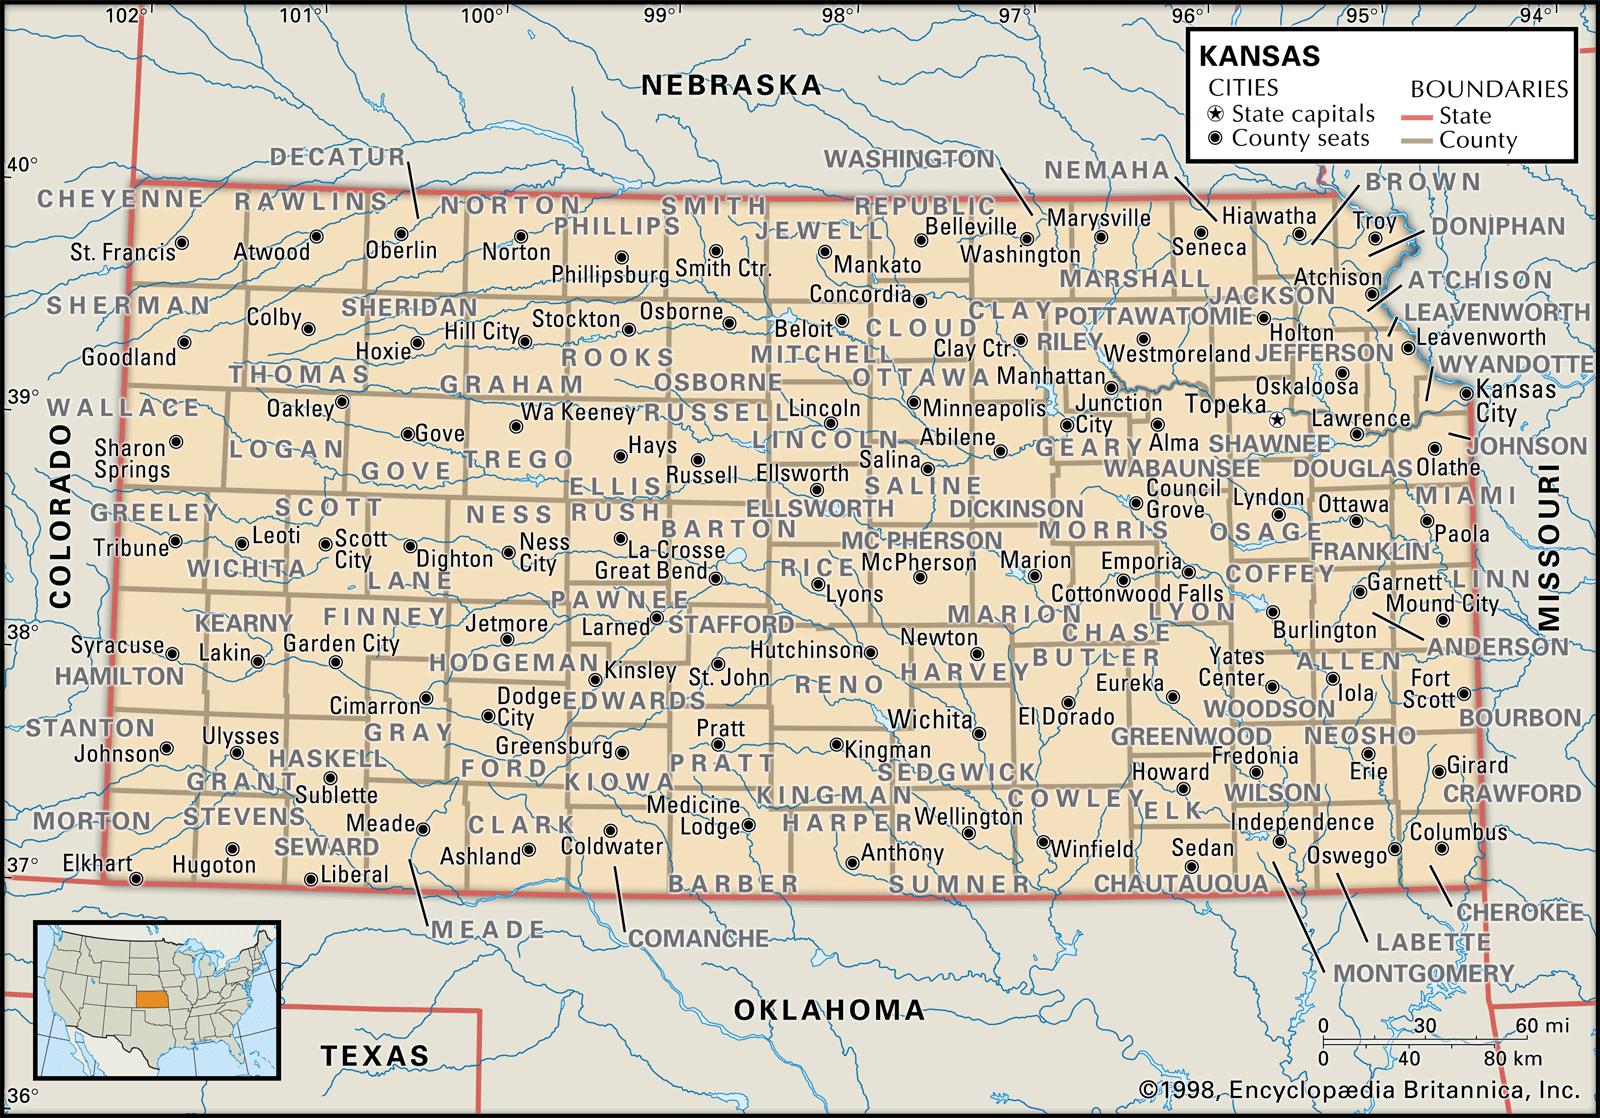 102°
101°
100°
99°
98°
97°
96°
95°
94°
KANSAS
CITIES
BOUNDARIES
State capitals
State
County seats
County
NEBRASKA
40°
DECATUR
WASHINGTON
NEMAHA
BROWN
CHEYENNE
RAWLINS
NORTON
SMITH
REPUBLIC
PHILLIPS
JEWELL
Belleville
Marysville
Hiawatha
Troy
DONIPHAN
St. Francis
Atwood
Oberlin
Norton
Phillipsburg
Smith Ctr.
Mankato
Washington
Seneca
MARSHALL
Atchison
ATCHISON
SHERMAN
SHERIDAN
Concordia
JACKSON
LEAVENWORTH
Colby
Hill City
Stockton
Osborne
Beloit
CLOUD
CLAY
POTTAWATOMIE
Holton
Leavenworth
Goodland
Hoxie
ROOKS
MITCHELL
Clay Ctr.
RILEY
Westmoreland
JEFFERSON
WYANDOTTE
39°
THOMAS
GRAHAM
OSBORNE
OTTAWA
Manhattan
Oskaloosa
Kansas
City
WALLACE
Oakley
Wa Keeney
RUSSELL
Lincoln
Minneapolis
Junction
City
Topeka
Lawrence
Sharon
Springs
LOGAN
Gove
GOVE
TREGO
Hays
Russell
LINCOLN
Abilene
Salina
GEARY
Alma
SHAWNEE
JOHNSON
Ellsworth
ELLIS
SALINE
WABAUNSEE
DOUGLAS
Olathe
COLORADO
MISSOURI
GREELEY
SCOTT
NESS
RUSH
ELLSWORTH
DICKINSON
Council
Grove
Lyndon
Ottawa
MIAMI
BARTON
MORRIS
OSAGE
Paola
Tribune
Leoti
Scott
City
Dighton
Ness
City
La Crosse
MC PHERSON
FRANKLIN
WICHITA
LANE
Great Bend
RICE
McPherson
Marion
Emporia
COFFEY
Garnett
LINN
PAWNEE
Lyons
Cottonwood Falls
Mound City
38°
KEARNY
FINNEY
Jetmore
Larned
STAFFORD
MARION
LYON
CHASE
Burlington
ANDERSON
Syracuse
Lakin
Garden City
Hutchinson
Newton
HAMILTON
HODGEMAN
Kinsley
St. John
RENO
HARVEY
BUTLER
Yates
Center
ALLEN
Fort
Scott
Cimarron
Dodge
City
EDWARDS
Eureka
Iola
STANTON
GRAY
Wichita
El Dorado
WOODSON
BOURBON
Johnson
Ulysses
Greensburg
Pratt
Kingman
GREENWOOD
NEOSHO
HASKELL
FORD
PRATT
SEDGWICK
Fredonia
Erie
Girard
GRANT
Sublette
KIOWA
KINGMAN
Howard
WILSON
CRAWFORD
MORTON
STEVENS
Meade
CLARK
Medicine
Lodge
HARPER
Wellington
COWLEY
ELK
Independence
Columbus
37°
Elkhart
Hugoton
SEWARD
Liberal
Ashland
Coldwater
Anthony
Winfield
Sedan
Oswego
BARBER
SUMNER
CHAUTAUQUA
MEADE
COMANCHE
CHEROKEE
LABETTE
MONTGOMERY
OKLAHOMA
TEXAS
0 30 60 mi
0 40 80 km
36°
©1998, Encyclopædia Britannica, Inc.